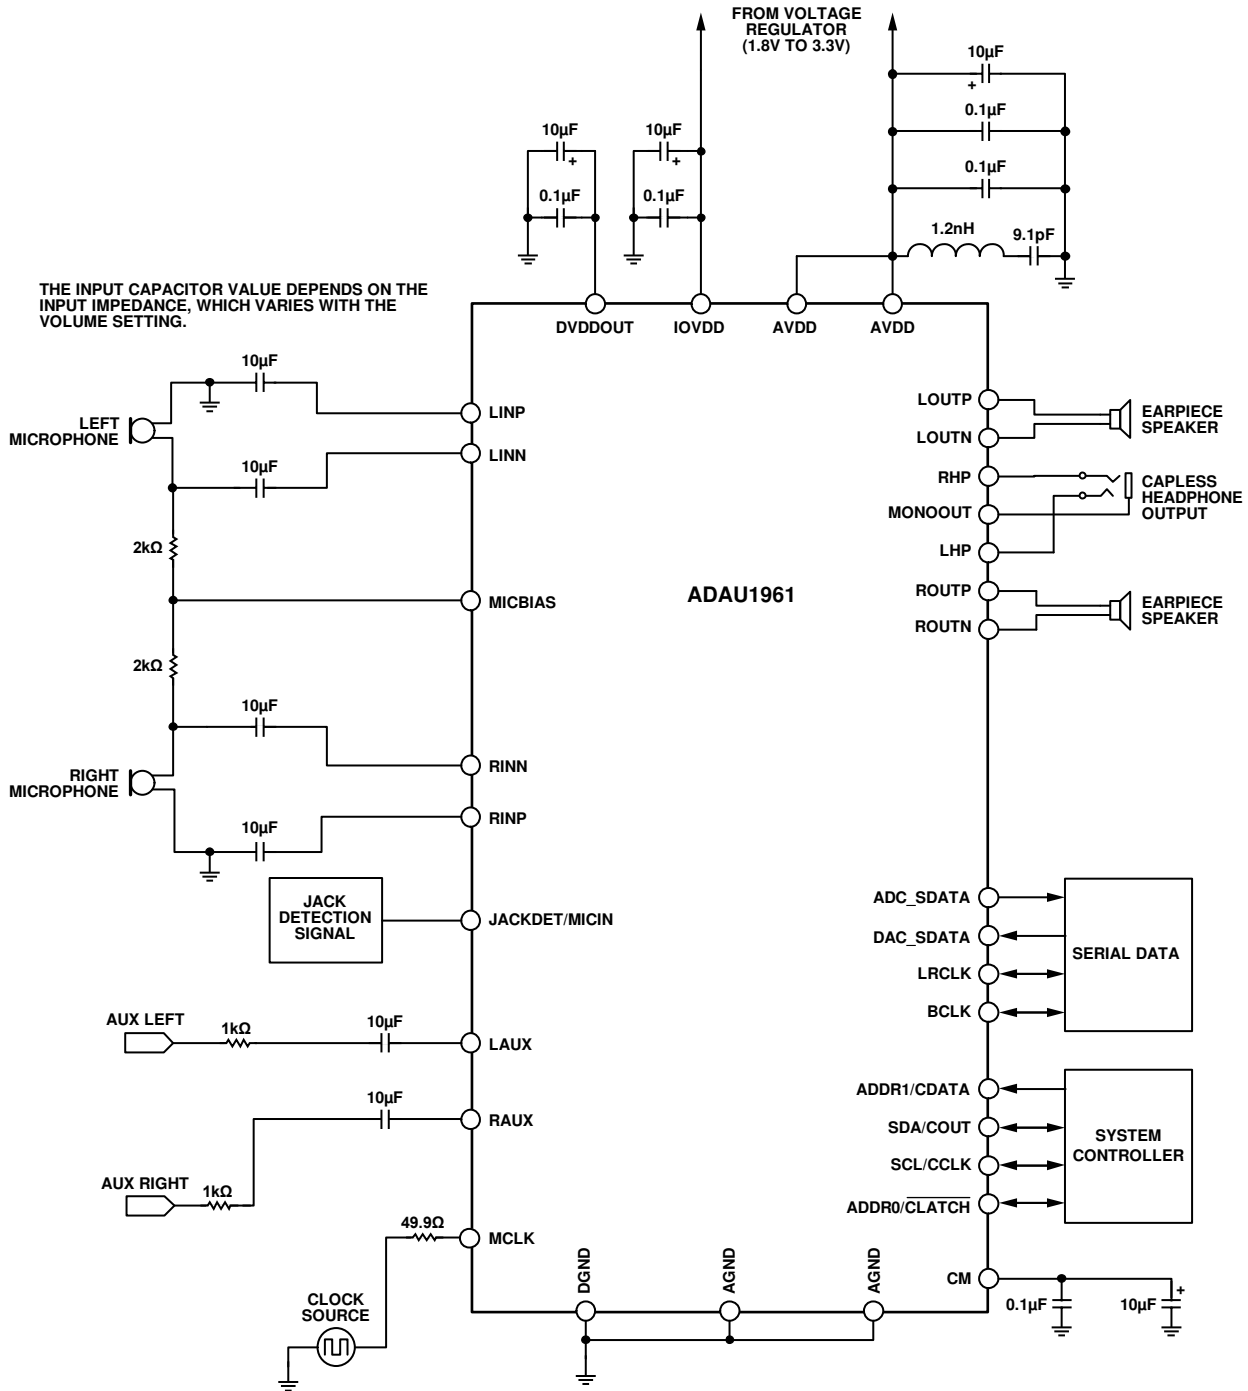 FROM VOLTAGE
REGULATOR
(1.8V TO 3.3V)
10µF
+
0.1µF
0.1µF
1.2nH
9.1pF
10µF
+
0.1µF
10µF
+
0.1µF
THE INPUT CAPACITOR VALUE DEPENDS ON THE
INPUT IMPEDANCE, WHICH VARIES WITH THE
VOLUME SETTING.
DVDDOUT
IOVDD
AVDD
AVDD
10µF
LINP
LEFT
MICROPHONE
LINN
10µF
2kΩ
MICBIAS
2kΩ
10µF
RINN
RIGHT
MICROPHONE
RINP
10µF
JACK
DETECTION
SIGNAL
JACKDET/MICIN
AUX LEFT
1kΩ
10µF
LAUX
10µF
RAUX
AUX RIGHT
1kΩ
49.9Ω
MCLK
CLOCK
SOURCE
ADAU1961
LOUTP
LOUTN
EARPIECE
SPEAKER
RHP
MONOOUT
LHP
CAPLESS
HEADPHONE
OUTPUT
ROUTP
ROUTN
EARPIECE
SPEAKER
ADC_SDATA
DAC_SDATA
LRCLK
BCLK
SERIAL DATA
ADDR1/CDATA
SDA/COUT
SCL/CCLK
ADDR0/CLATCH
SYSTEM
CONTROLLER
CM
0.1µF
10µF
+
DGND
AGND
AGND